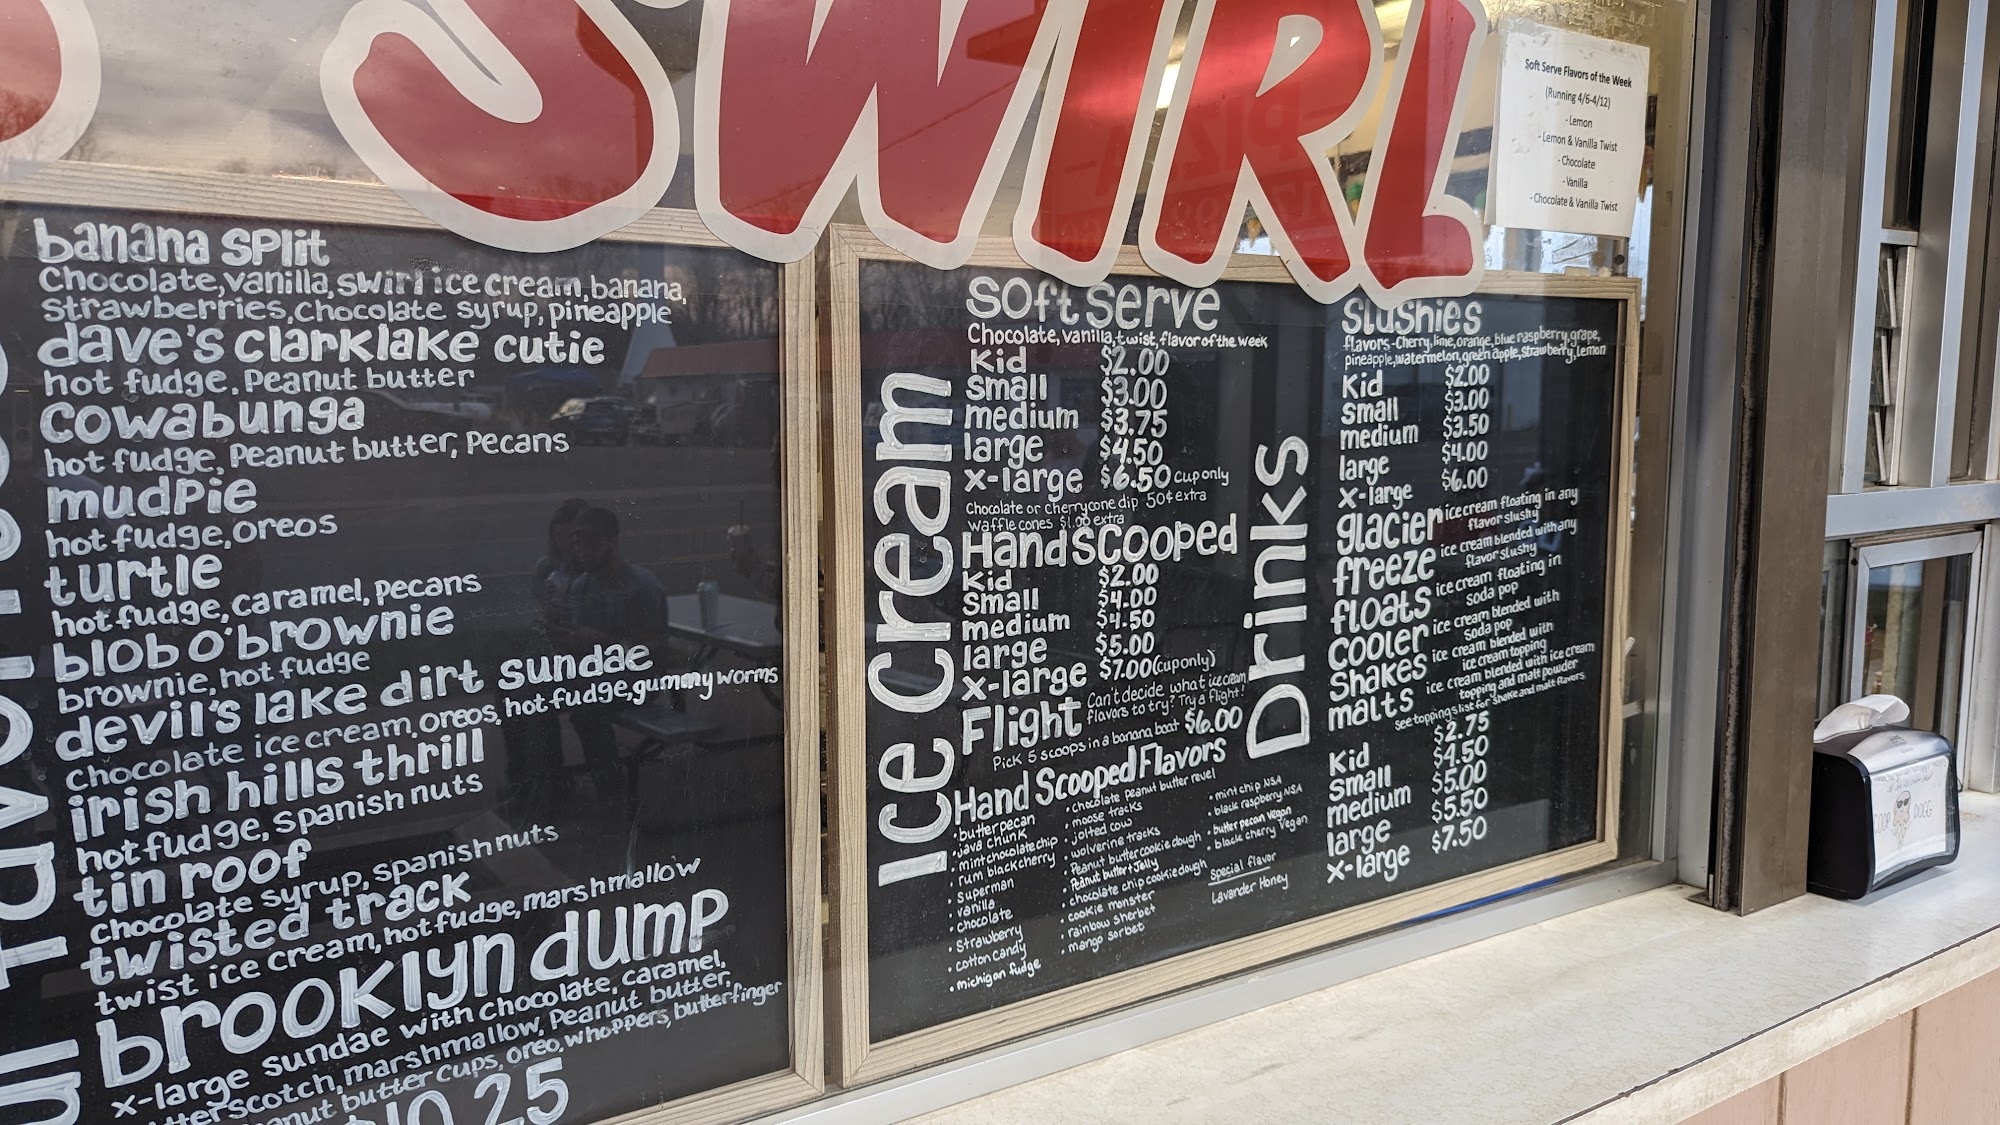 SWIRL
Soft Serve Flavors of the Week
(Running 4/6-4/12)
- Lemon
- Lemon & Vanilla Twist
- Chocolate
- Vanilla
- Chocolate & Vanilla Twist
banana split
Chocolate, vanilla, swirl ice cream, banana,
strawberries, chocolate syrup, pineapple
dave's clarklake cutie
hot fudge, Peanut butter
cowabunga
hot fudge, Peanut butter, Pecans
mudpie
hot fudge, oreos
turtle
hot fudge, caramel, pecans
blob o' brownie
brownie, hot fudge
devil's lake dirt sundae
chocolate ice cream, oreos, hot fudge, gummy worms
irish hills thrill
hot fudge, spanish nuts
tin roof
chocolate syrup, spanish nuts
twisted track
twist ice cream, hot fudge, marshmallow
brooklyn dump
x-large sundae with chocolate, caramel,
marshmallow, Peanut butter,
butter cups, oreo, whoppers, butterfinger
Ice Cream
Soft Serve
Chocolate, vanilla, twist, flavor of the week
Kid $2.00
small $3.00
medium $3.75
large $4.50
x-large $6.50 cup only
Chocolate or cherry cone dip 50¢ extra
Waffle cones $1.00 extra
Hand Scooped
Kid $2.00
Small $4.00
medium $4.50
large $5.00
x-large $7.00 (cup only)
Flight
Can't decide what ice cream
flavors to try? Try a flight!
Pick 5 scoops in a banana boat $6.00
Hand Scooped Flavors
• butter pecan
• java chunk
• mint chocolate chip
• rum black cherry
• superman
• vanilla
• chocolate
• Strawberry
• cotton candy
• michigan fudge
• chocolate peanut butter revel
• moose tracks
• jolted cow
• wolverine tracks
• Peanut butter cookie dough
• Peanut butter + Jelly
• chocolate chip cookie dough
• cookie monster
• rainbow sherbet
• mango sorbet
• mint chip NSA
• black raspberry NSA
• butter pecan vegan
• black cherry Vegan
Special flavor
Lavander Honey
Drinks
Slushies
flavors-Cherry, lime, orange, blue raspberry, grape,
pineapple, watermelon, green apple, strawberry, lemon
Kid $2.00
small $3.00
medium $3.50
large $4.00
x-large $6.00
glacier ice cream floating in any
flavor slushy
freeze ice cream blended with any
flavor slushy
floats ice cream floating in
soda pop
cooler ice cream blended with
soda pop
Shakes ice cream blended with
ice cream topping
malts ice cream blended with ice cream
topping and malt powder
see toppings list for shake and malt flavors
Kid $2.75
small $4.50
medium $5.00
large $5.50
x-large $7.50
DOGG